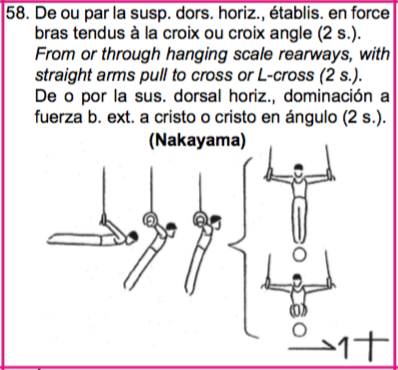 58. De ou par la susp. dors. horiz., établis. en force
bras tendus à la croix ou croix angle (2 s.).
From or through hanging scale rearways, with
straight arms pull to cross or L-cross (2 s.).
De o por la sus. dorsal horiz., dominación a
fuerza b. ext. a cristo o cristo en ángulo (2 s.).
(Nakayama)